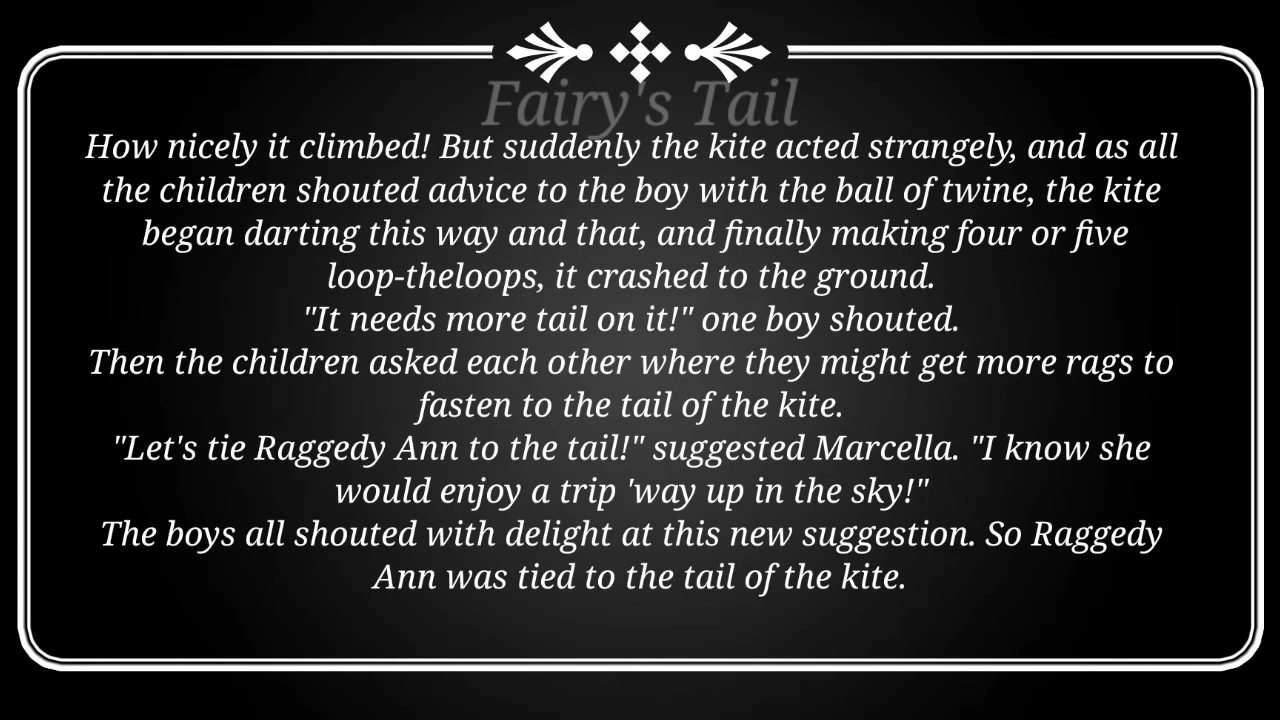 Fairy's Tail
How nicely it climbed! But suddenly the kite acted strangely, and as all
the children shouted advice to the boy with the ball of twine, the kite
began darting this way and that, and finally making four or five
loop-theloops, it crashed to the ground.
"It needs more tail on it!" one boy shouted.
Then the children asked each other where they might get more rags to
fasten to the tail of the kite.
"Let's tie Raggedy Ann to the tail!" suggested Marcella. "I know she
would enjoy a trip 'way up in the sky!"
The boys all shouted with delight at this new suggestion. So Raggedy
Ann was tied to the tail of the kite.